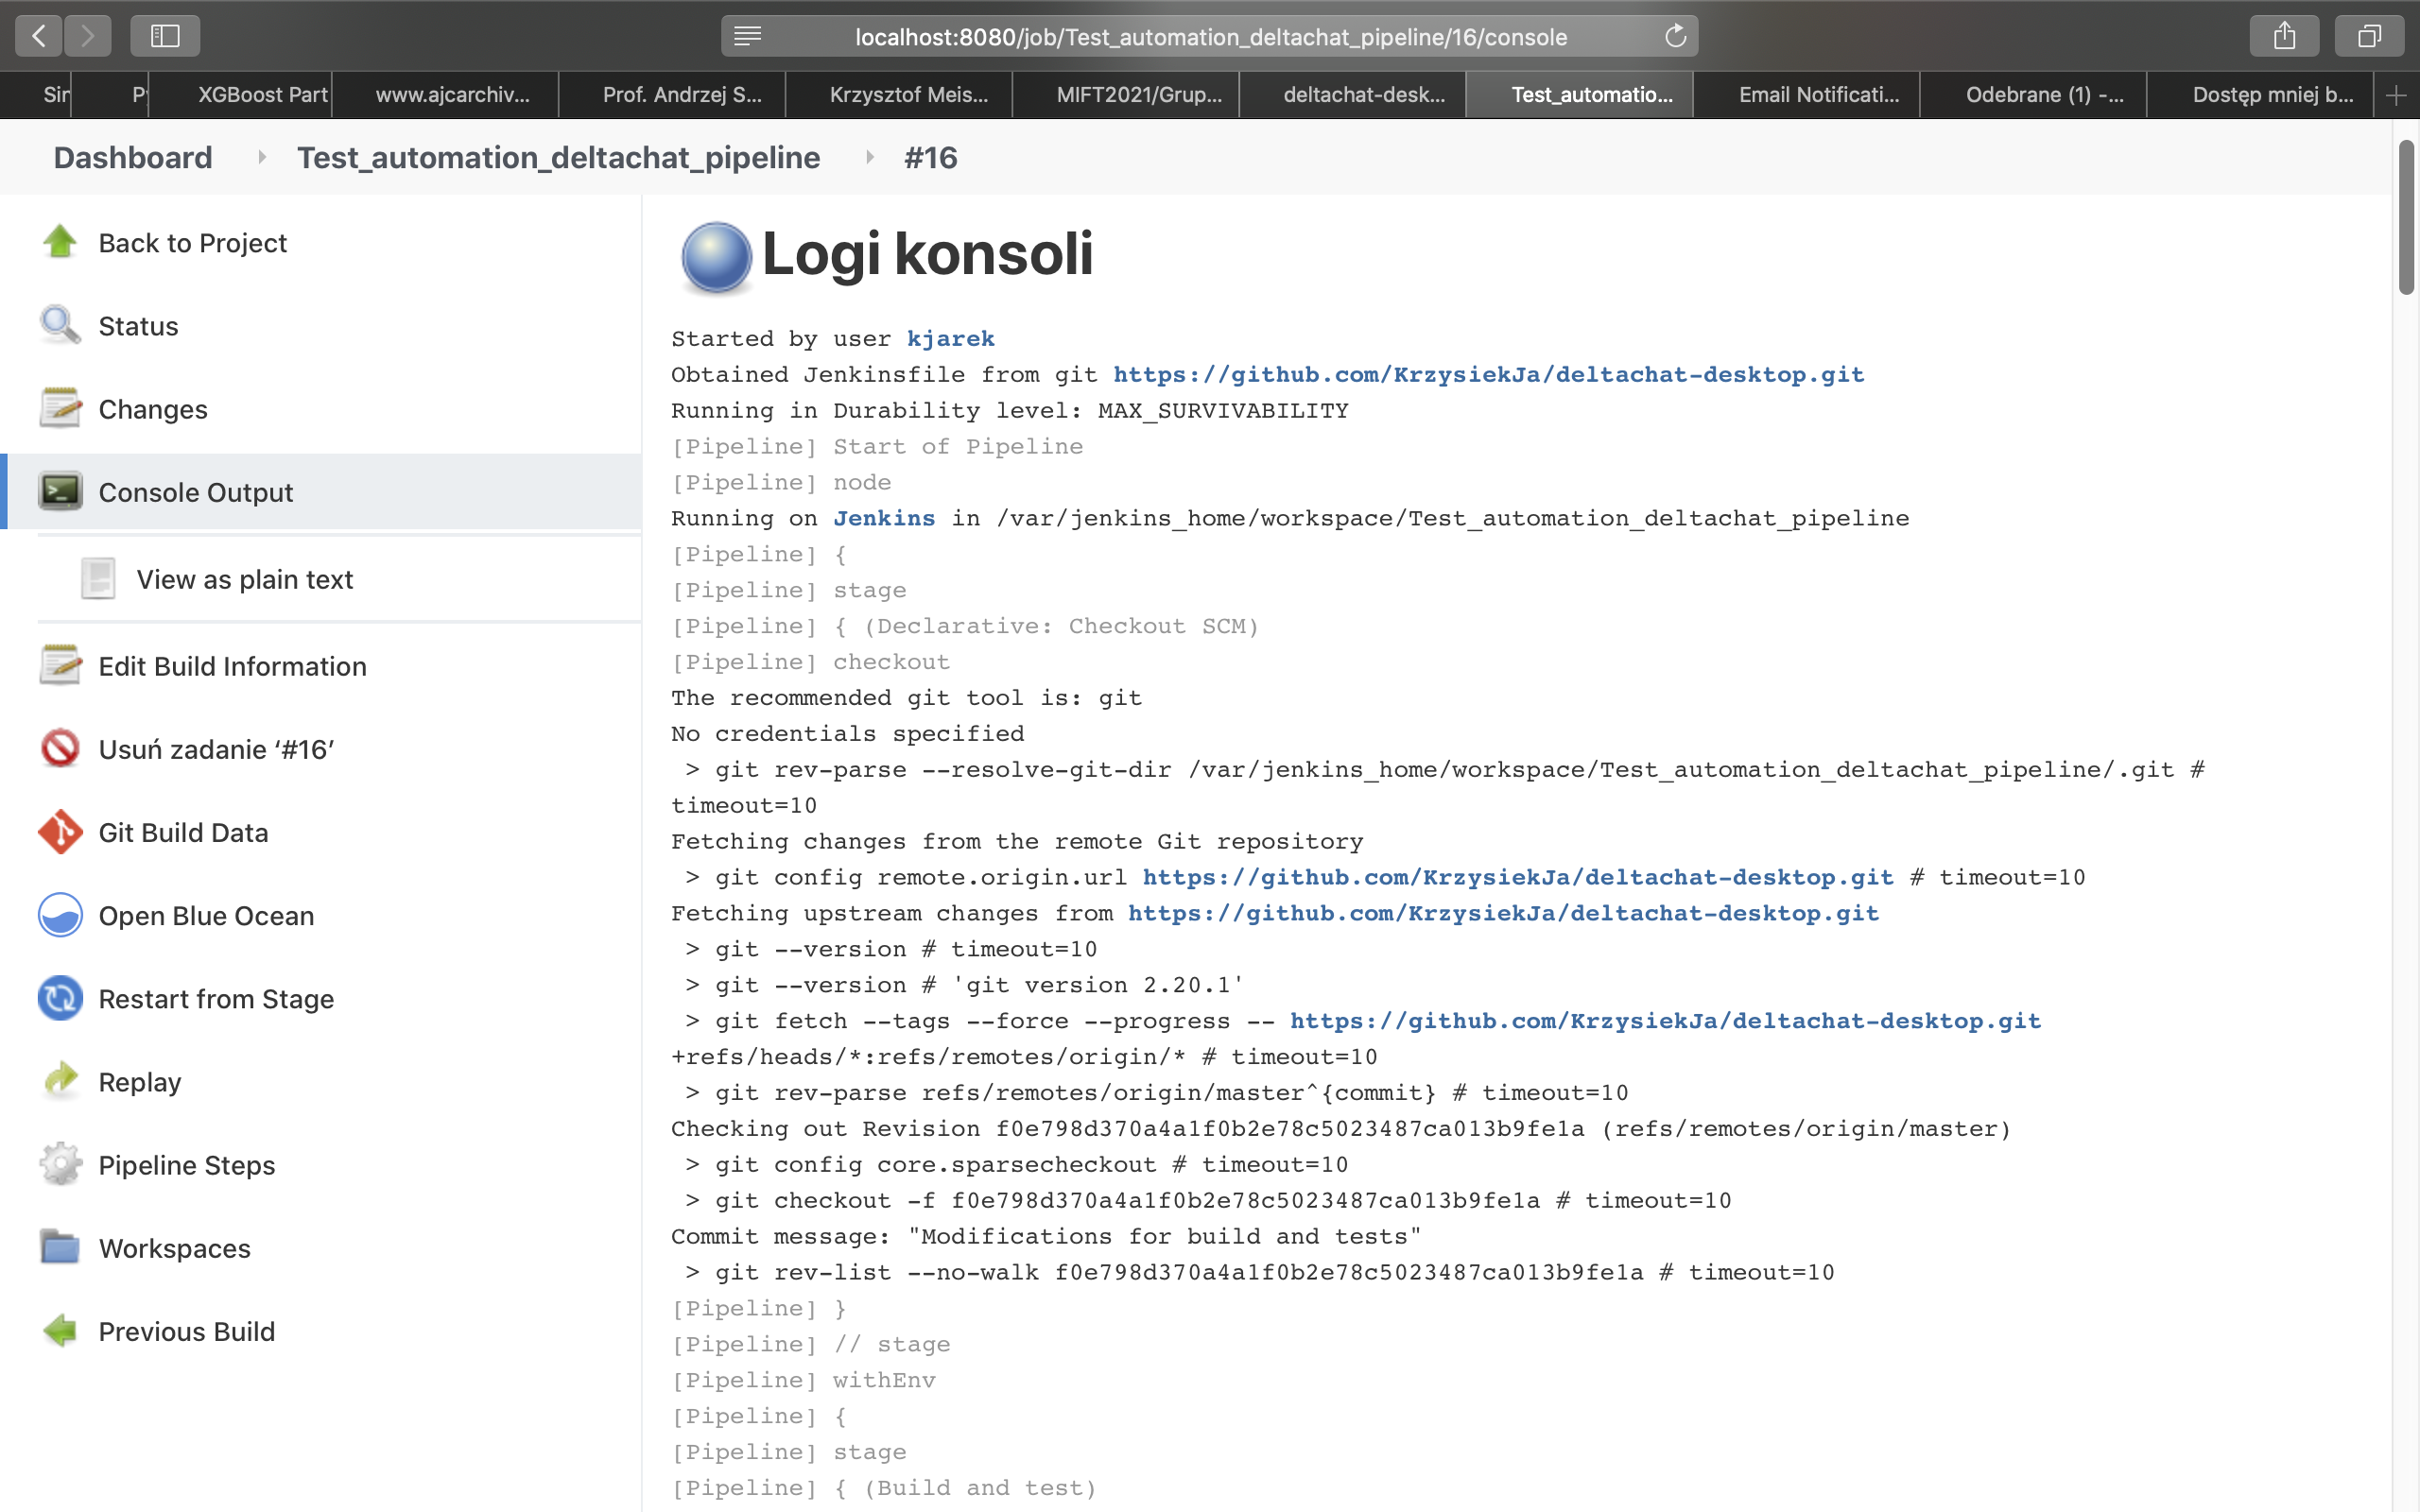 localhost:8080/job/Test_automation_deltachat_pipeline/16/console
XGBoost Part
www.ajcarchiv...
Prof. Andrzej S...
Krzysztof Meis...
MIFT2021/Grup...
deltachat-desk...
Test_automatio...
Email Notificati...
Odebrane (1) -...
Dostęp mniej b...
Dashboard
Test_automation_deltachat_pipeline
#16
Back to Project
Status
Changes
Console Output
View as plain text
Edit Build Information
Usuń zadanie ‘#16’
Git Build Data
Open Blue Ocean
Restart from Stage
Replay
Pipeline Steps
Workspaces
Previous Build
Logi konsoli
Started by user kjarek
Obtained Jenkinsfile from git https://github.com/KrzysiekJa/deltachat-desktop.git
Running in Durability level: MAX_SURVIVABILITY
[Pipeline] Start of Pipeline
[Pipeline] node
Running on Jenkins in /var/jenkins_home/workspace/Test_automation_deltachat_pipeline
[Pipeline] {
[Pipeline] stage
[Pipeline] { (Declarative: Checkout SCM)
[Pipeline] checkout
The recommended git tool is: git
No credentials specified
> git rev-parse --resolve-git-dir /var/jenkins_home/workspace/Test_automation_deltachat_pipeline/.git #
timeout=10
Fetching changes from the remote Git repository
> git config remote.origin.url https://github.com/KrzysiekJa/deltachat-desktop.git # timeout=10
Fetching upstream changes from https://github.com/KrzysiekJa/deltachat-desktop.git
> git --version # timeout=10
> git --version # 'git version 2.20.1'
> git fetch --tags --force --progress -- https://github.com/KrzysiekJa/deltachat-desktop.git
+refs/heads/*:refs/remotes/origin/* # timeout=10
> git rev-parse refs/remotes/origin/master^{commit} # timeout=10
Checking out Revision f0e798d370a4a1f0b2e78c5023487ca013b9fe1a (refs/remotes/origin/master)
> git config core.sparsecheckout # timeout=10
> git checkout -f f0e798d370a4a1f0b2e78c5023487ca013b9fe1a # timeout=10
Commit message: "Modifications for build and tests"
> git rev-list --no-walk f0e798d370a4a1f0b2e78c5023487ca013b9fe1a # timeout=10
[Pipeline] }
[Pipeline] // stage
[Pipeline] withEnv
[Pipeline] {
[Pipeline] stage
[Pipeline] { (Build and test)